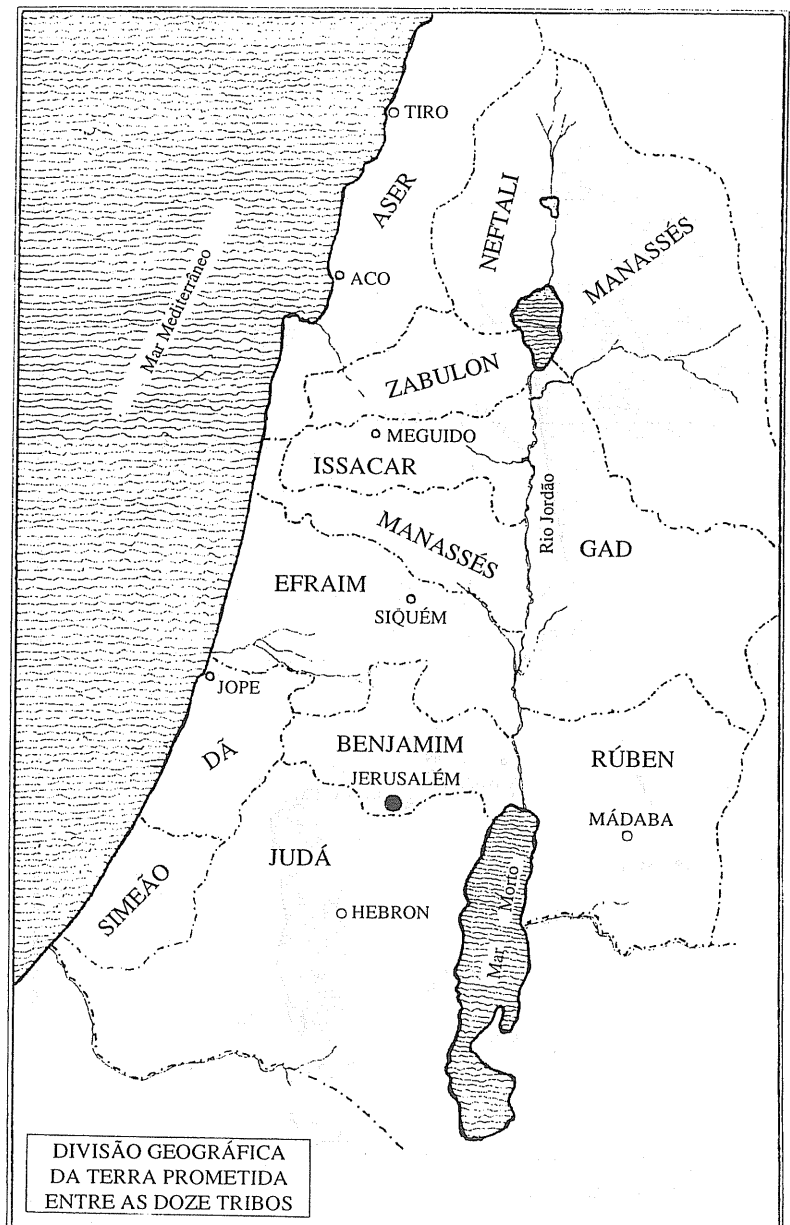 TIRO
ASER
NEFTALI
MANASSÉS
ACO
Mar Mediterrâneo
ZABULON
MEGUIDO
ISSACAR
Rio Jordão
MANASSÉS
GAD
EFRAIM
SIQUÉM
JOPE
DÃ
BENJAMIM
JERUSALÉM
RÚBEN
MÁDABA
JUDÁ
SIMEÃO
HEBRON
Mar Morto
DIVISÃO GEOGRÁFICA
DA TERRA PROMETIDA
ENTRE AS DOZE TRIBOS